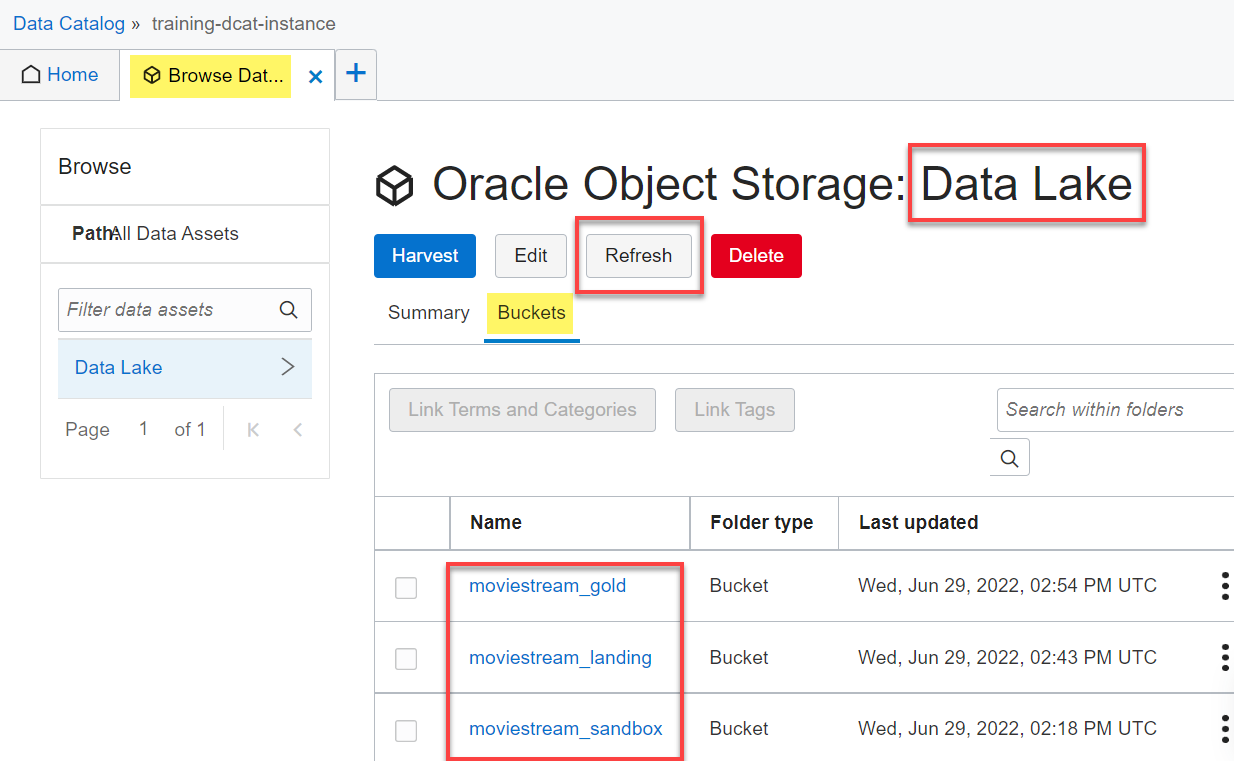 Data Catalog » training-dcat-instance
Home Browse Dat... × +
Browse
Path: All Data Assets
Filter data assets
Data Lake
Page 1 of 1
Oracle Object Storage: Data Lake
Harvest Edit Refresh Delete
Summary Buckets
Link Terms and Categories Link Tags Search within folders
Name Folder type Last updated
moviestream_gold Bucket Wed, Jun 29, 2022, 02:54 PM UTC
moviestream_landing Bucket Wed, Jun 29, 2022, 02:43 PM UTC
moviestream_sandbox Bucket Wed, Jun 29, 2022, 02:18 PM UTC